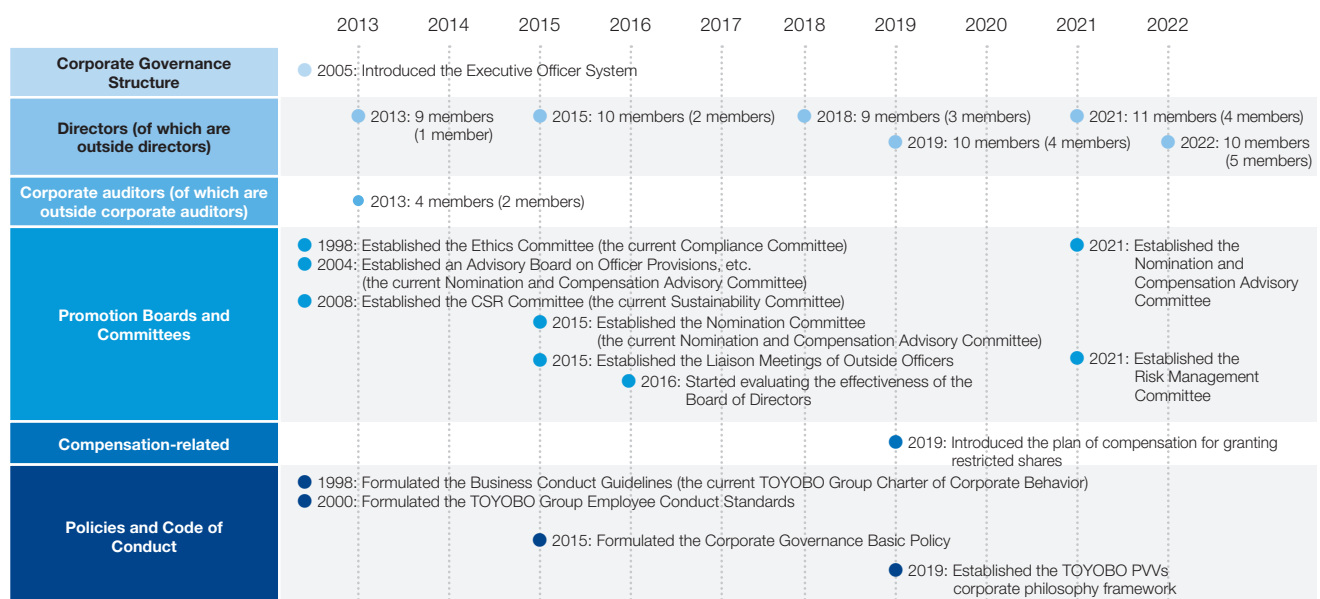 2013 2014 2015 2016 2017 2018 2019 2020 2021 2022
Corporate Governance
Structure
2005: Introduced the Executive Officer System
Directors (of which are
outside directors)
2013: 9 members
(1 member)
2015: 10 members (2 members)
2018: 9 members (3 members)
2019: 10 members (4 members)
2021: 11 members (4 members)
2022: 10 members
(5 members)
Corporate auditors (of which are
outside corporate auditors)
2013: 4 members (2 members)
Promotion Boards and
Committees
1998: Established the Ethics Committee (the current Compliance Committee)
2004: Established an Advisory Board on Officer Provisions, etc.
(the current Nomination and Compensation Advisory Committee)
2008: Established the CSR Committee (the current Sustainability Committee)
2015: Established the Nomination Committee
(the current Nomination and Compensation Advisory Committee)
2015: Established the Liaison Meetings of Outside Officers
2016: Started evaluating the effectiveness of the
Board of Directors
2021: Established the
Nomination and
Compensation Advisory
Committee
2021: Established the
Risk Management
Committee
Compensation-related
2019: Introduced the plan of compensation for granting
restricted shares
Policies and Code of
Conduct
1998: Formulated the Business Conduct Guidelines (the current TOYOBO Group Charter of Corporate Behavior)
2000: Formulated the TOYOBO Group Employee Conduct Standards
2015: Formulated the Corporate Governance Basic Policy
2019: Established the TOYOBO PVVs
corporate philosophy framework